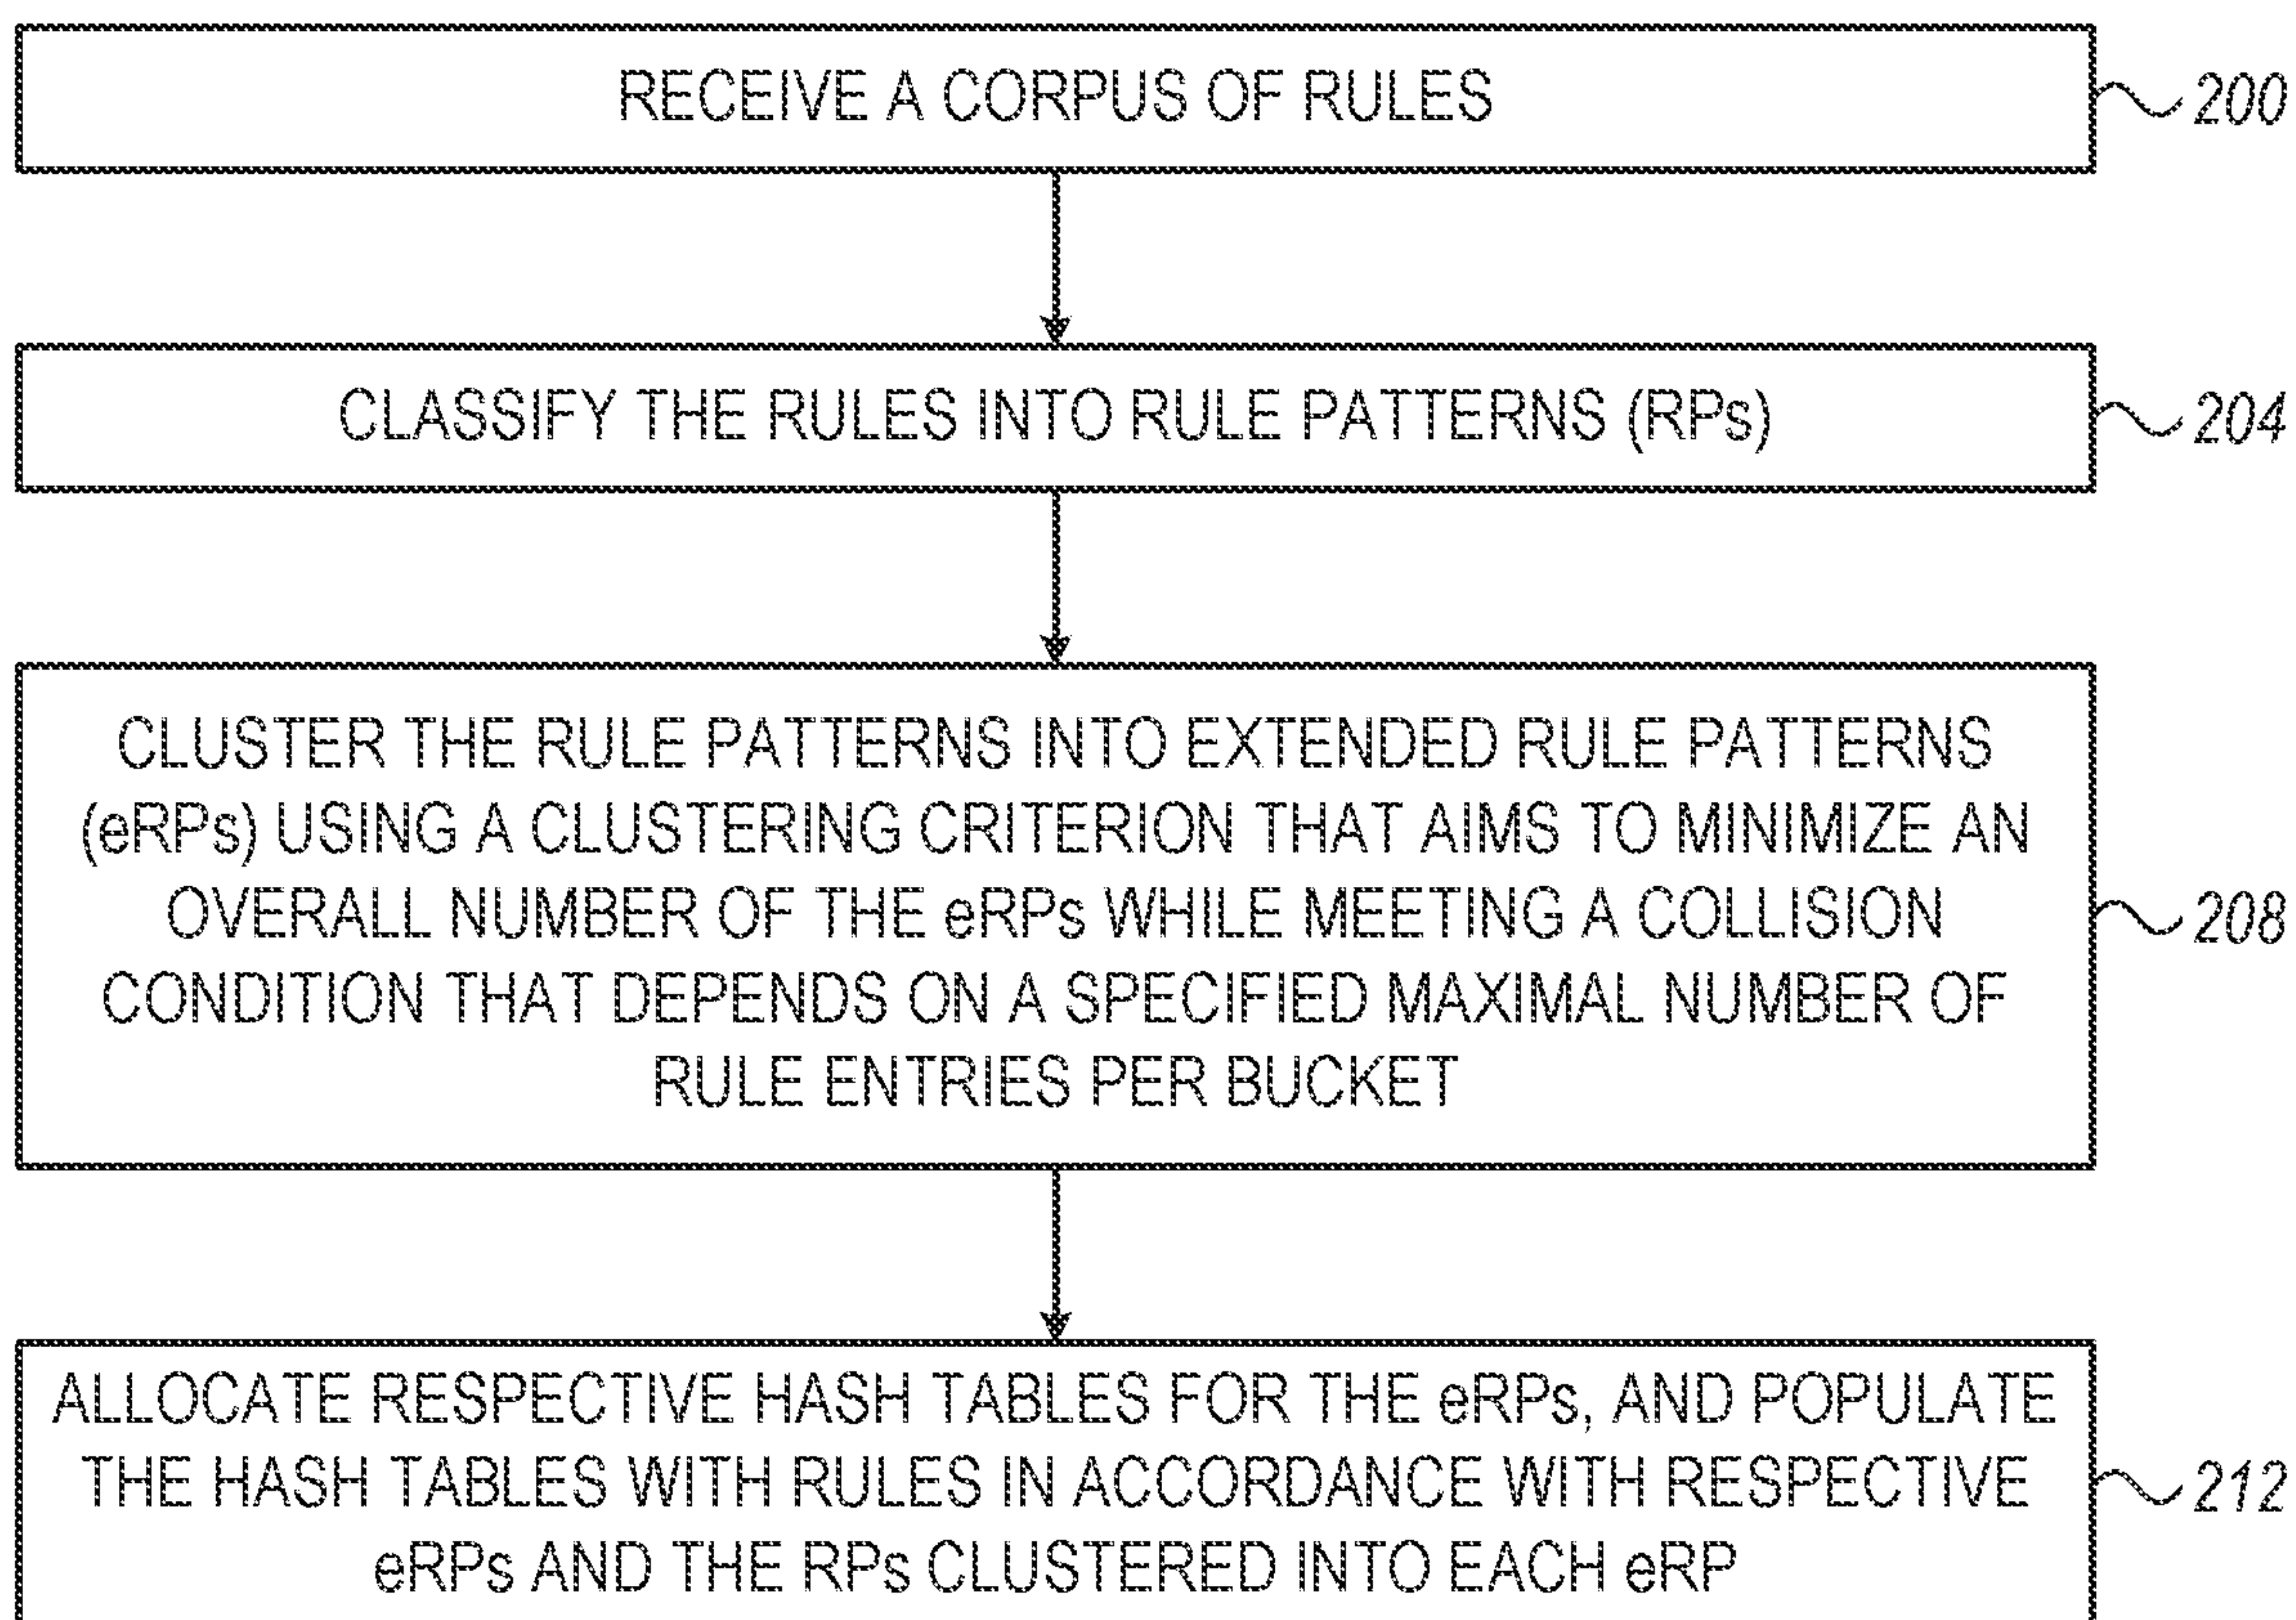 RECEIVE A CORPUS OF RULES
200
CLASSIFY THE RULES INTO RULE PATTERNS (RPs)
204
CLUSTER THE RULE PATTERNS INTO EXTENDED RULE PATTERNS
(eRPs) USING A CLUSTERING CRITERION THAT AIMS TO MINIMIZE AN
OVERALL NUMBER OF THE eRPs WHILE MEETING A COLLISION
CONDITION THAT DEPENDS ON A SPECIFIED MAXIMAL NUMBER OF
RULE ENTRIES PER BUCKET
208
ALLOCATE RESPECTIVE HASH TABLES FOR THE eRPs, AND POPULATE
THE HASH TABLES WITH RULES IN ACCORDANCE WITH RESPECTIVE
eRPs AND THE RPs CLUSTERED INTO EACH eRP
212